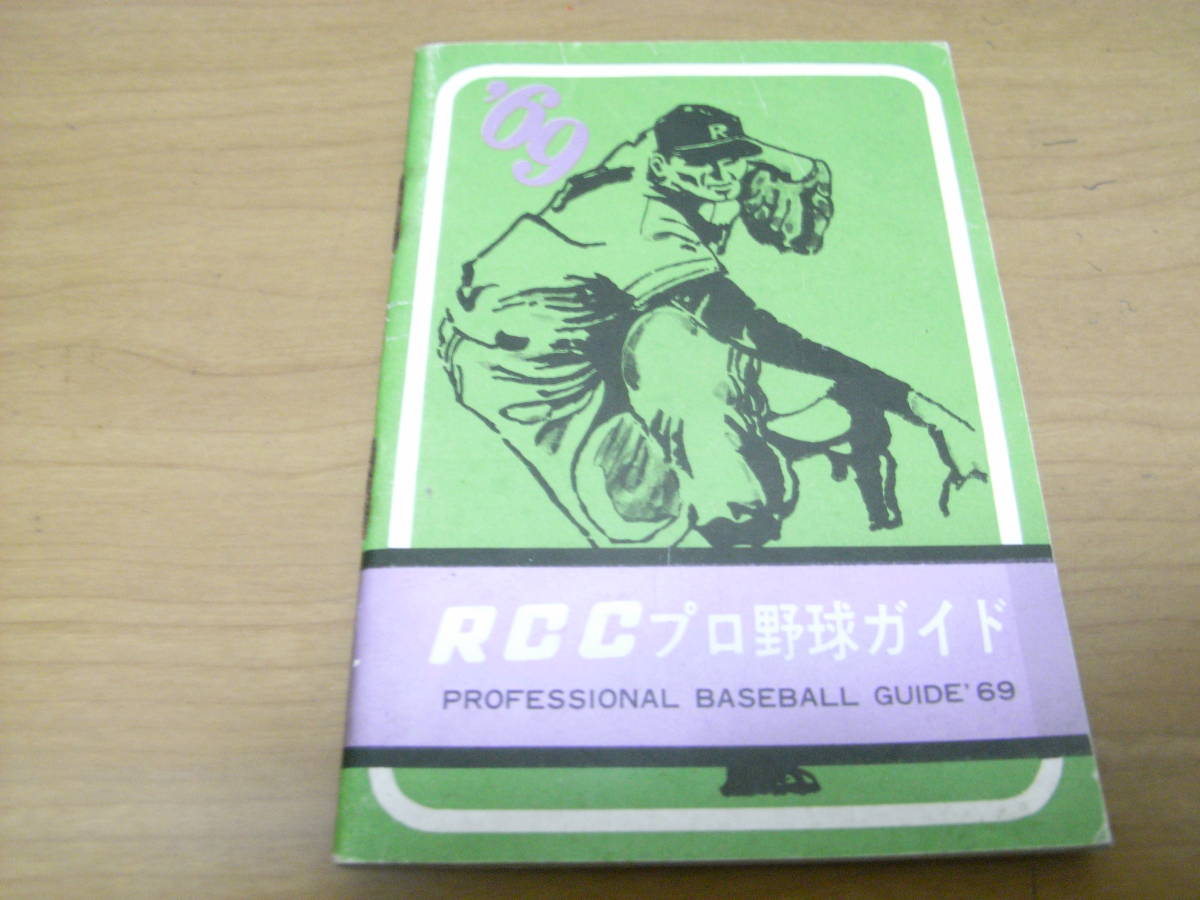 '69
R
RCCプロ野球ガイド
PROFESSIONAL BASEBALL GUIDE'69